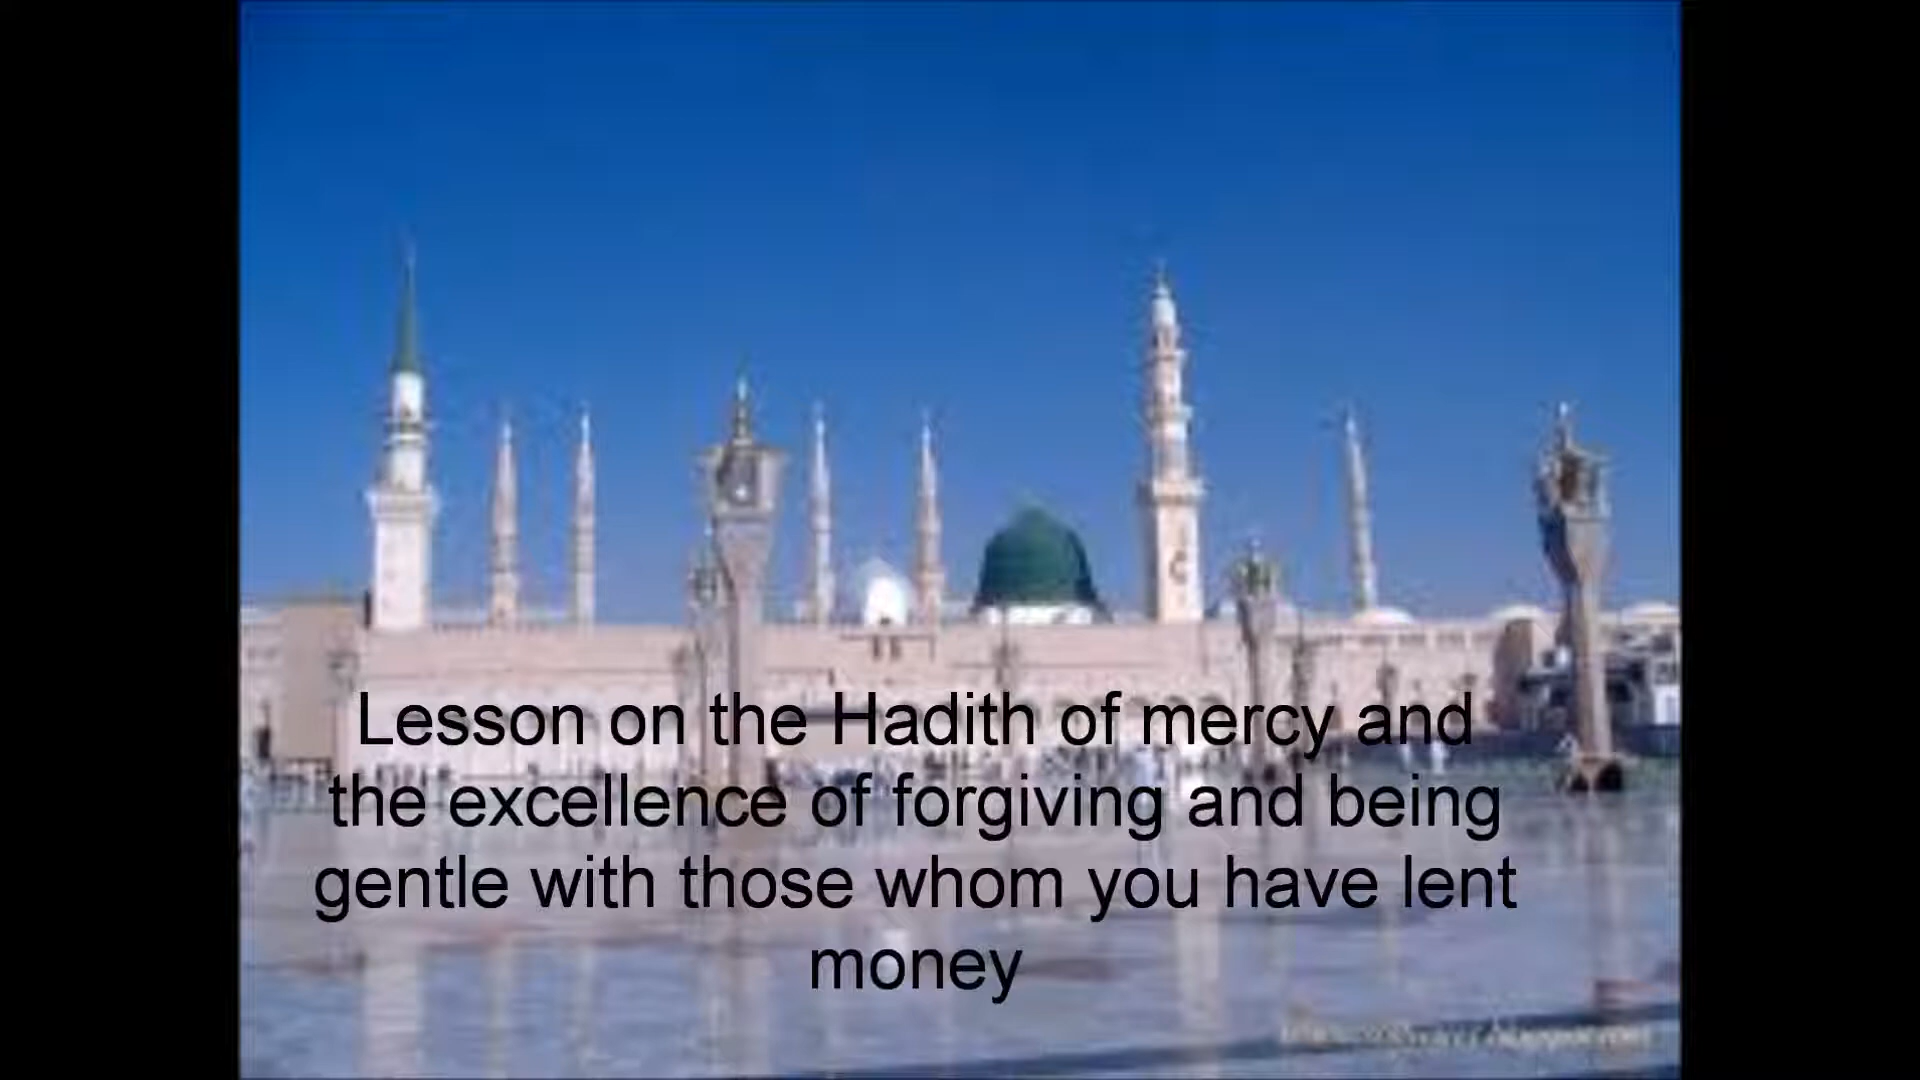 Lesson on the Hadith of mercy and
the excellence of forgiving and being
gentle with those whom you have lent
money